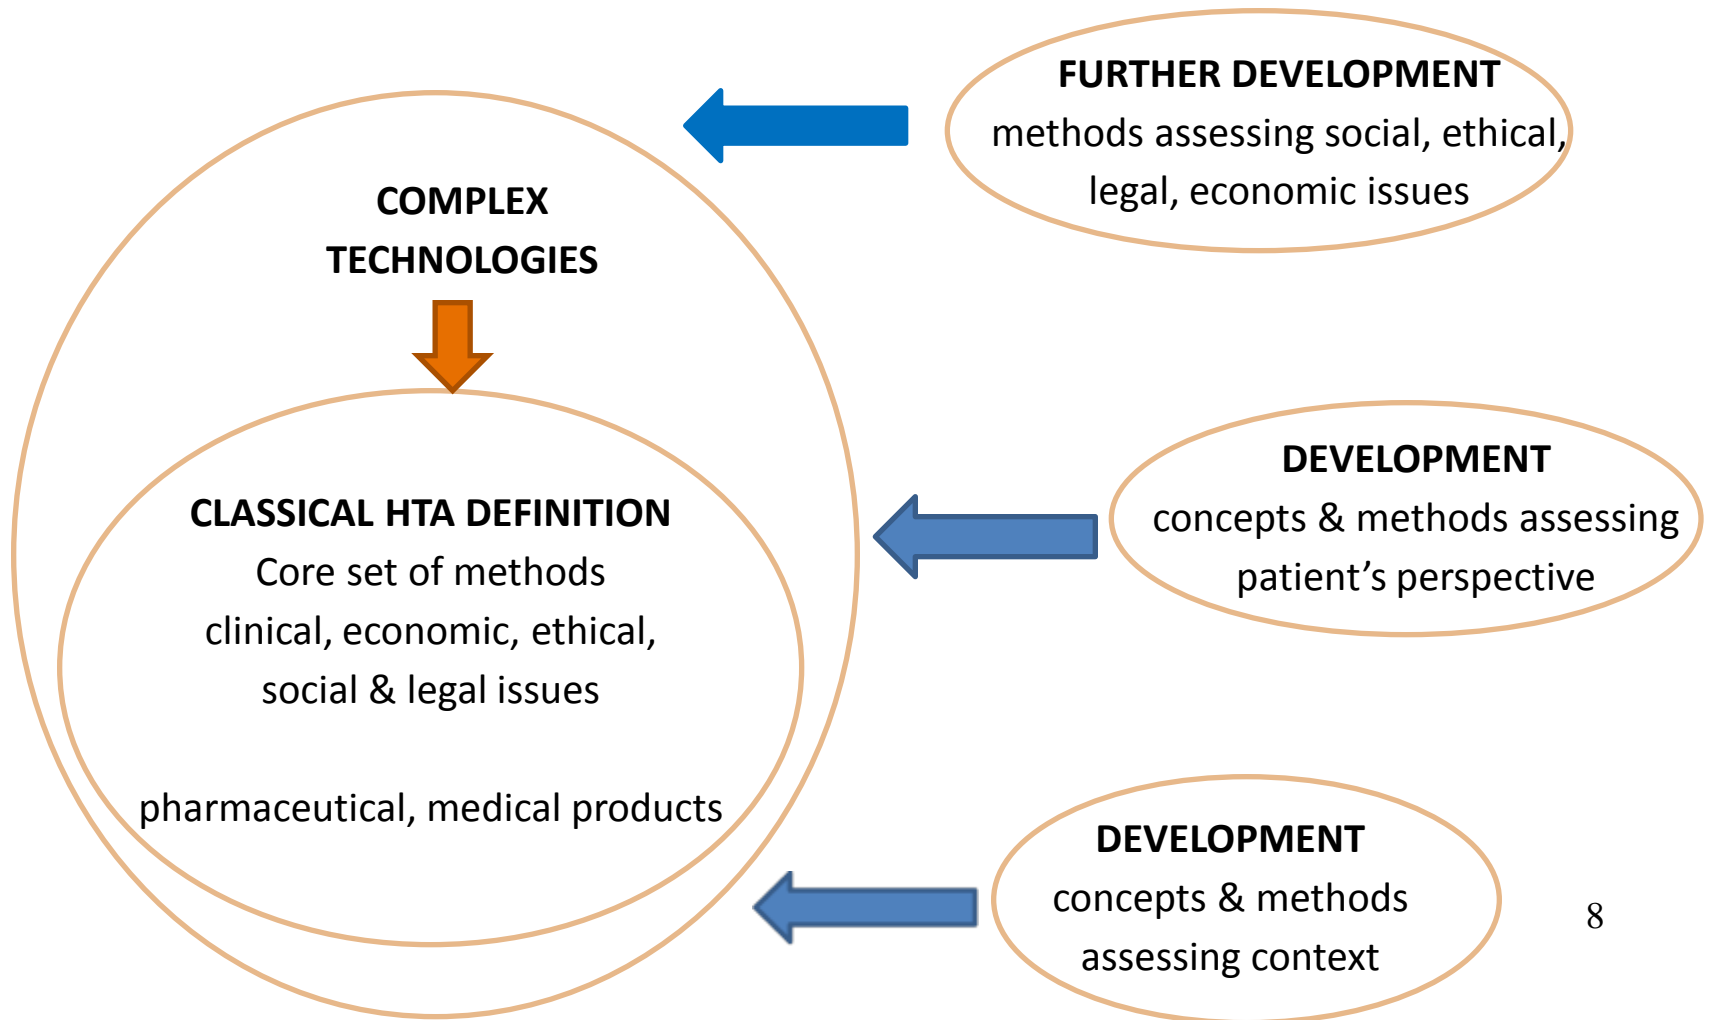 FURTHER DEVELOPMENT
methods assessing social, ethical,
legal, economic issues
COMPLEX
TECHNOLOGIES
CLASSICAL HTA DEFINITION
Core set of methods
clinical, economic, ethical,
social & legal issues
pharmaceutical, medical products
DEVELOPMENT
concepts & methods assessing
patient’s perspective
DEVELOPMENT
concepts & methods
assessing context
8